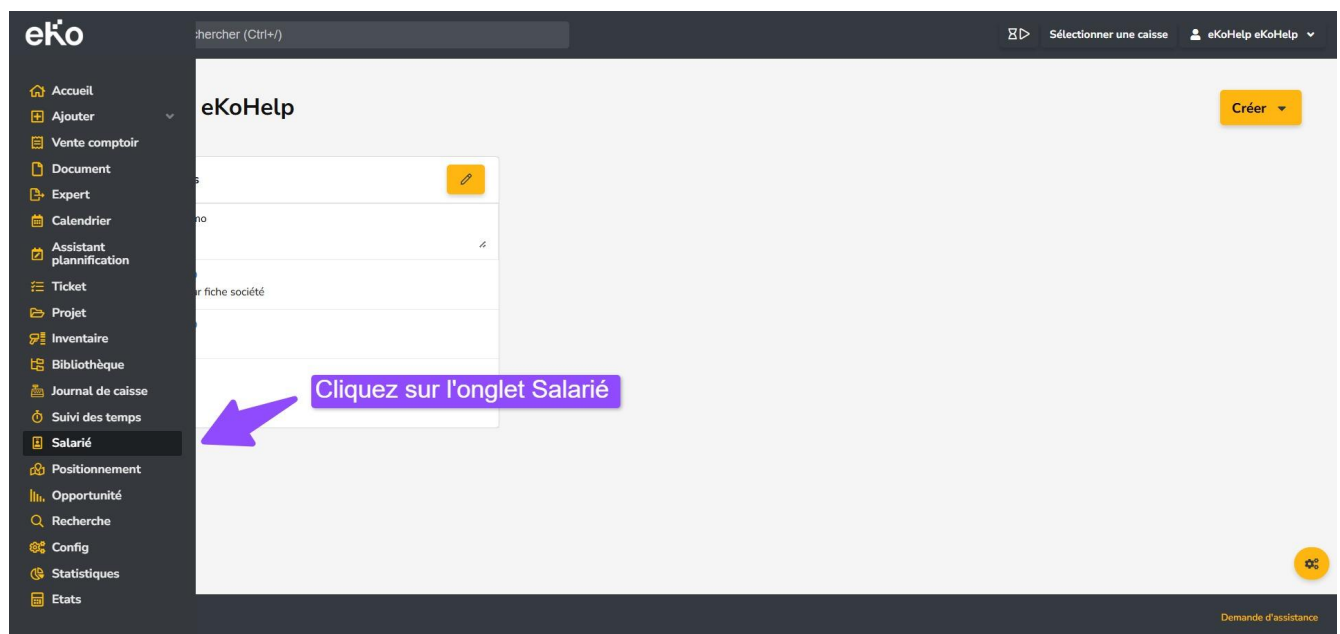 eKo
chercher (Ctrl+/)
Sélectionner une caisse
eKoHelp eKoHelp
Accueil
Ajouter
Vente comptoir
Document
Expert
Calendrier
Assistant
plannification
Ticket
Projet
Inventaire
Bibliothèque
Journal de caisse
Suivi des temps
Salarié
Positionnement
Opportunité
Recherche
Config
Statistiques
Etats
eKoHelp
Créer
s
no
r fiche société
Cliquez sur l'onglet Salarié
Demande d'assistance